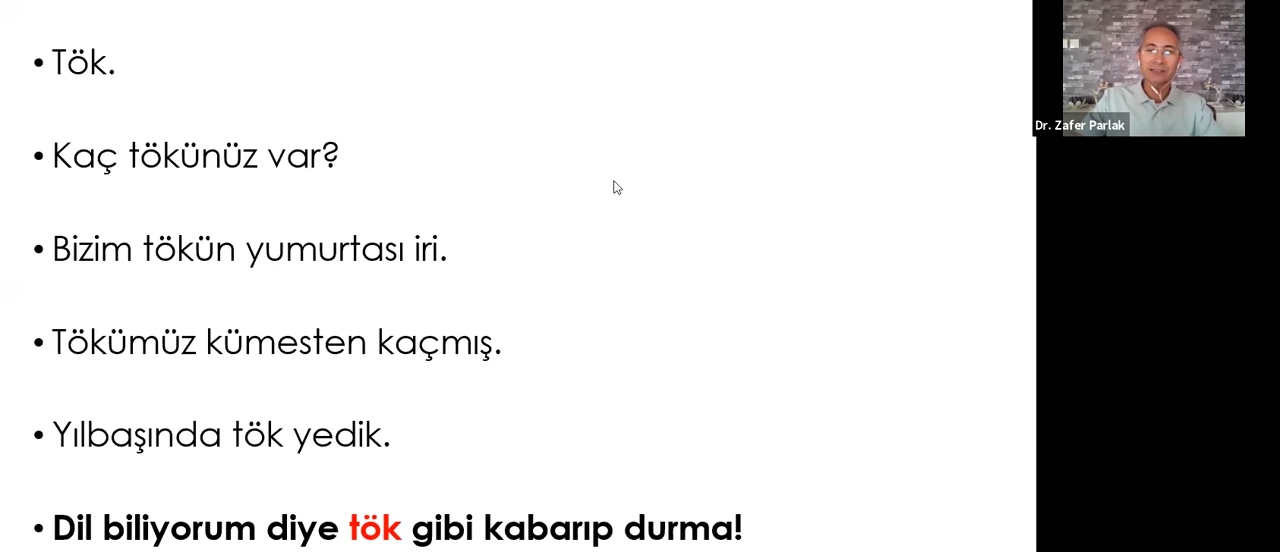 • Tök.
• Kaç tökünüz var?
• Bizim tökün yumurtası iri.
• Tökümüz kümesten kaçmış.
• Yılbaşında tök yedik.
• Dil biliyorum diye tök gibi kabarıp durma!
Dr. Zafer Parlak